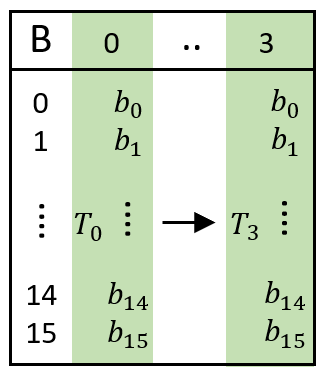 B 0 .. 3
0 b₀ b₀
1 b₁ b₁
⋮ T₀ ⋮ → T₃ ⋮
14 b₁₄ b₁₄
15 b₁₅ b₁₅